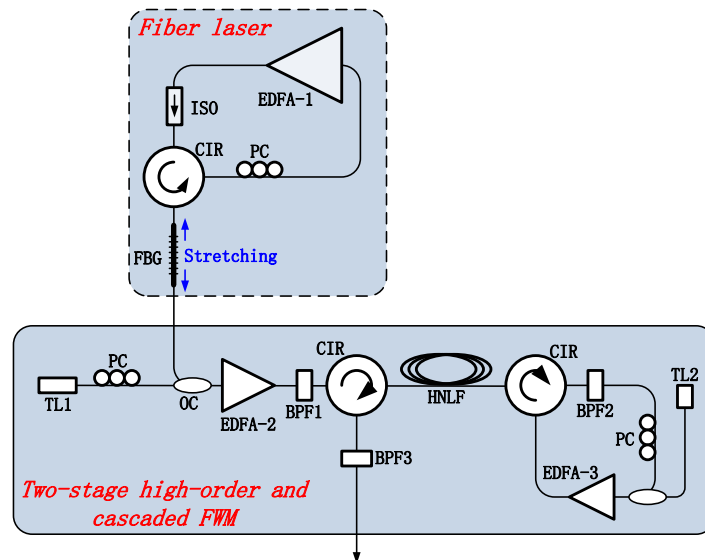 Fiber laser
EDFA-1
ISO
CIR
PC
FBG
Stretching
PC
CIR
CIR
TL2
TL1
OC
EDFA-2
BPF1
HNLF
BPF2
PC
BPF3
EDFA-3
Two-stage high-order and
cascaded FWM